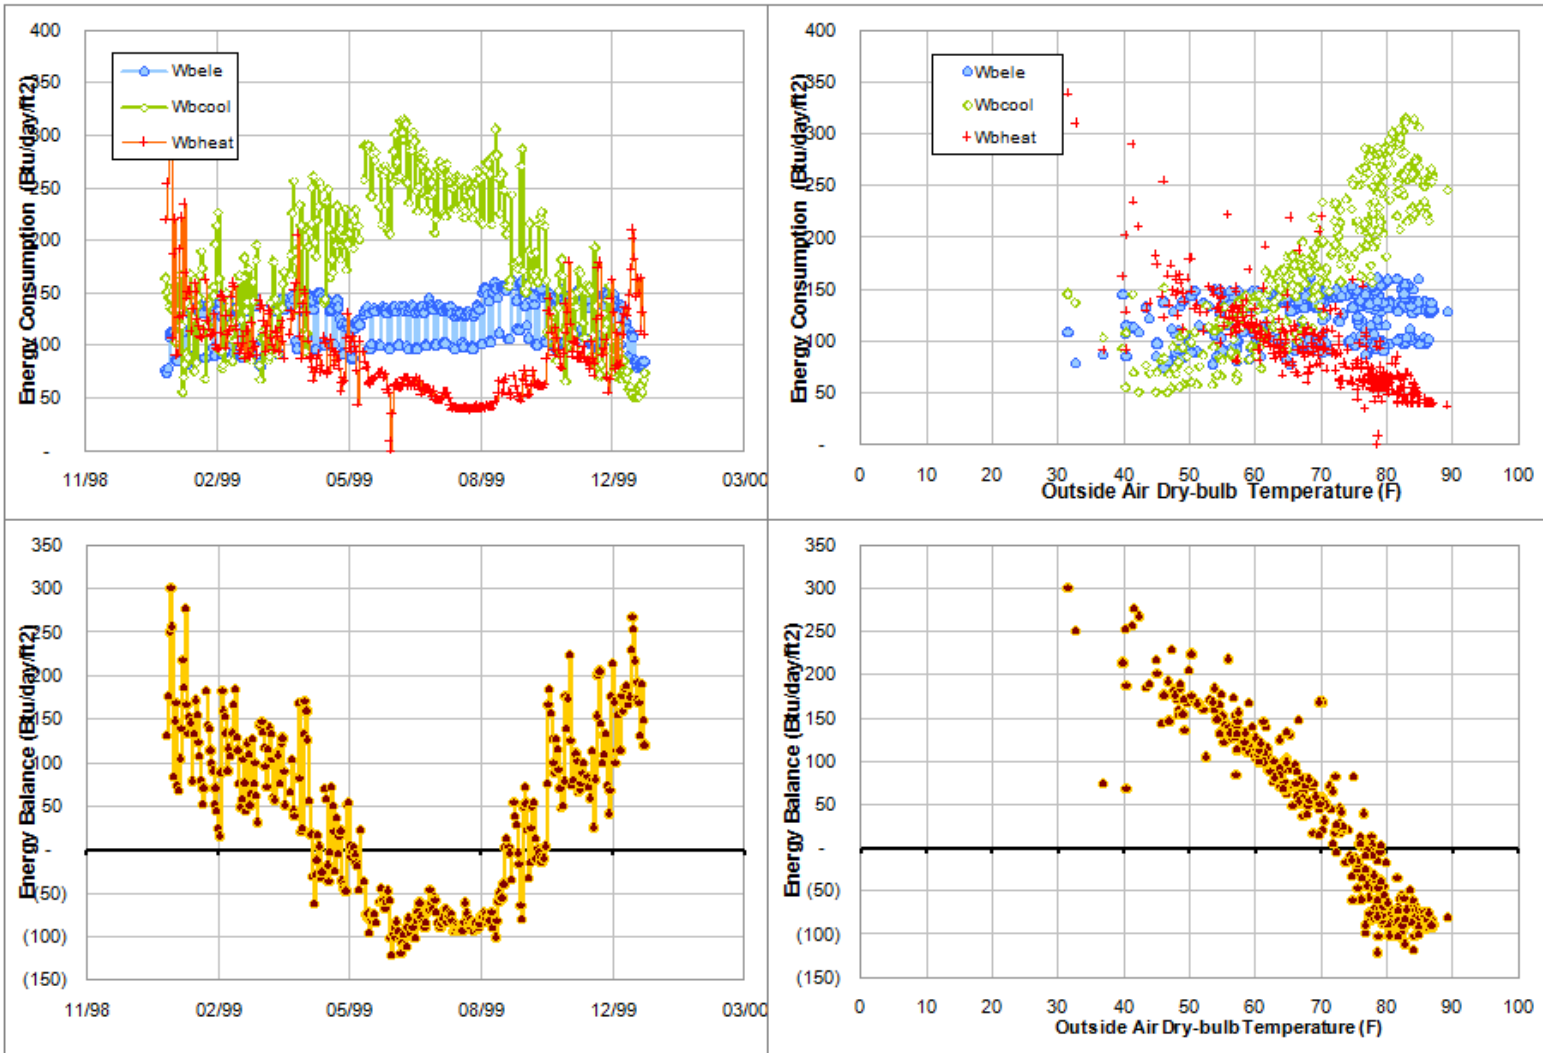 400
350
300
250
200
150
100
50
-
Energy Consumption (Btu/day/ft2)
Wbele
Wbcool
Wbheat
11/98 02/99 05/99 08/99 12/99 03/00
400
350
300
250
200
150
100
50
-
Energy Consumption (Btu/day/ft2)
Wbele
Wbcool
Wbheat
0 10 20 30 40 50 60 70 80 90 100
Outside Air Dry-bulb Temperature (F)
350
300
250
200
150
100
50
-
(50)
(100)
(150)
Energy Balance (Btu/day/ft2)
11/98 02/99 05/99 08/99 12/99 03/00
350
300
250
200
150
100
50
-
(50)
(100)
(150)
Energy Balance (Btu/day/ft2)
0 10 20 30 40 50 60 70 80 90 100
Outside Air Dry-bulb Temperature (F)